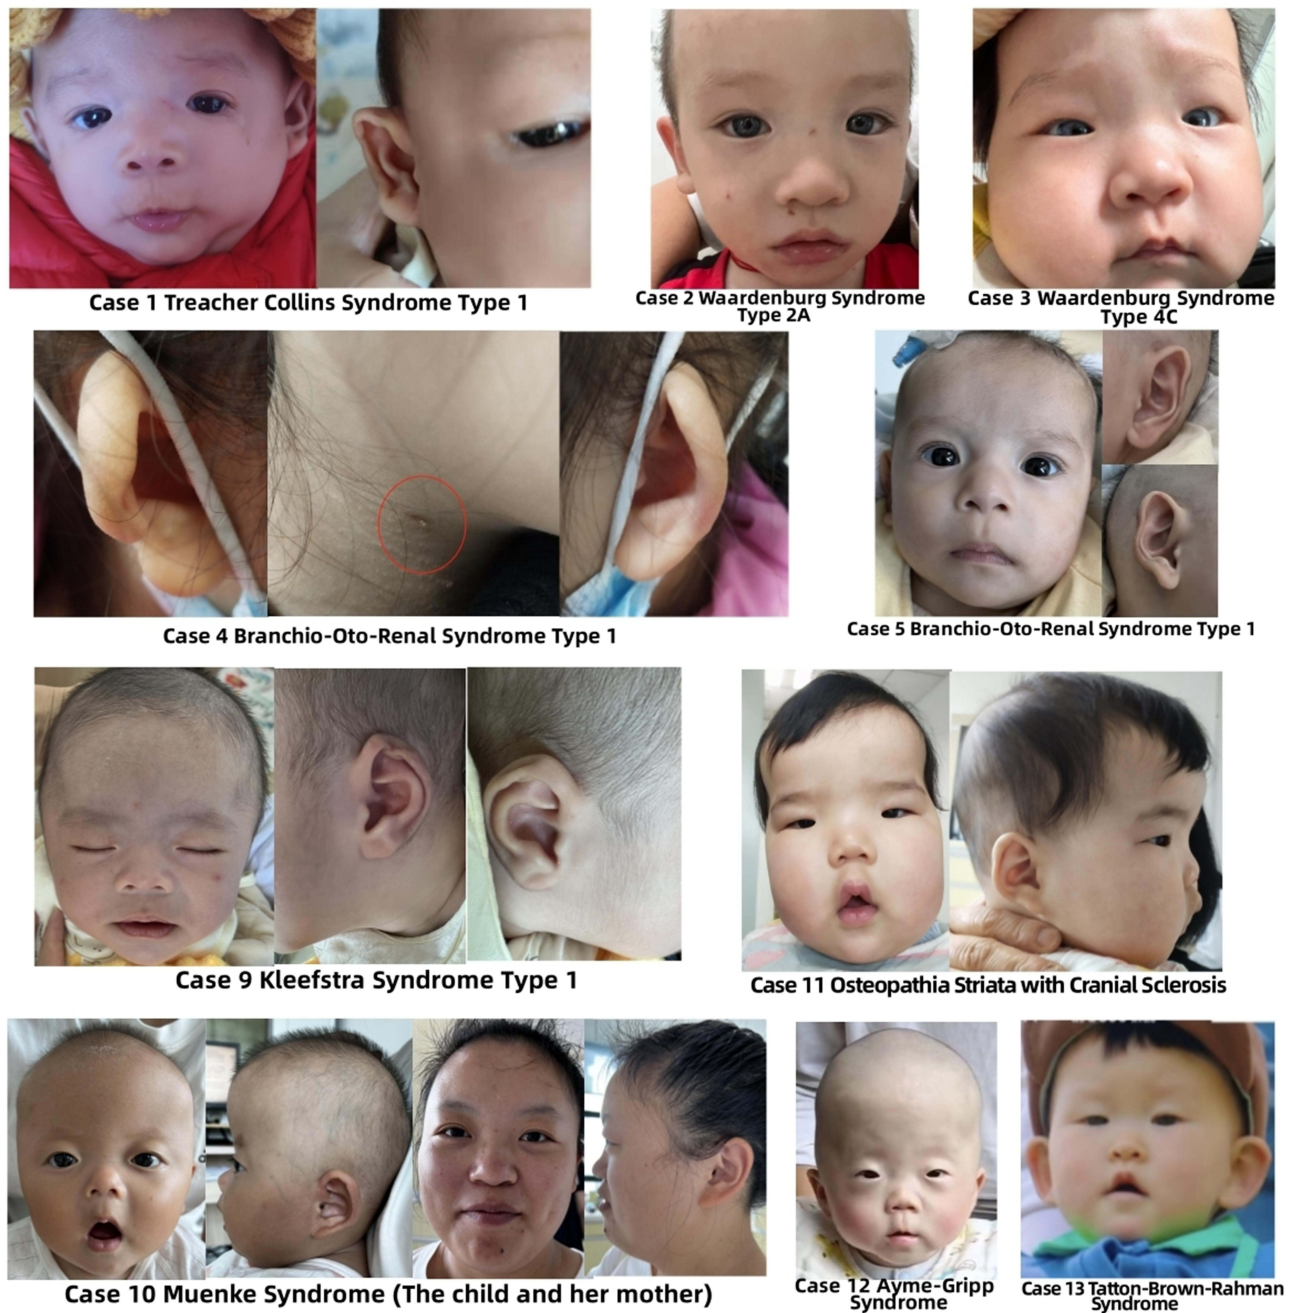 Case 1 Treacher Collins Syndrome Type 1
Case 2 Waardenburg Syndrome
Type 2A
Case 3 Waardenburg Syndrome
Type 4C
Case 4 Branchio-Oto-Renal Syndrome Type 1
Case 5 Branchio-Oto-Renal Syndrome Type 1
Case 9 Kleefstra Syndrome Type 1
Case 11 Osteopathia Striata with Cranial Sclerosis
Case 10 Muenke Syndrome (The child and her mother)
Case 12 Ayme-Gripp
Syndrome
Case 13 Tatton-Brown-Rahman
Syndrome